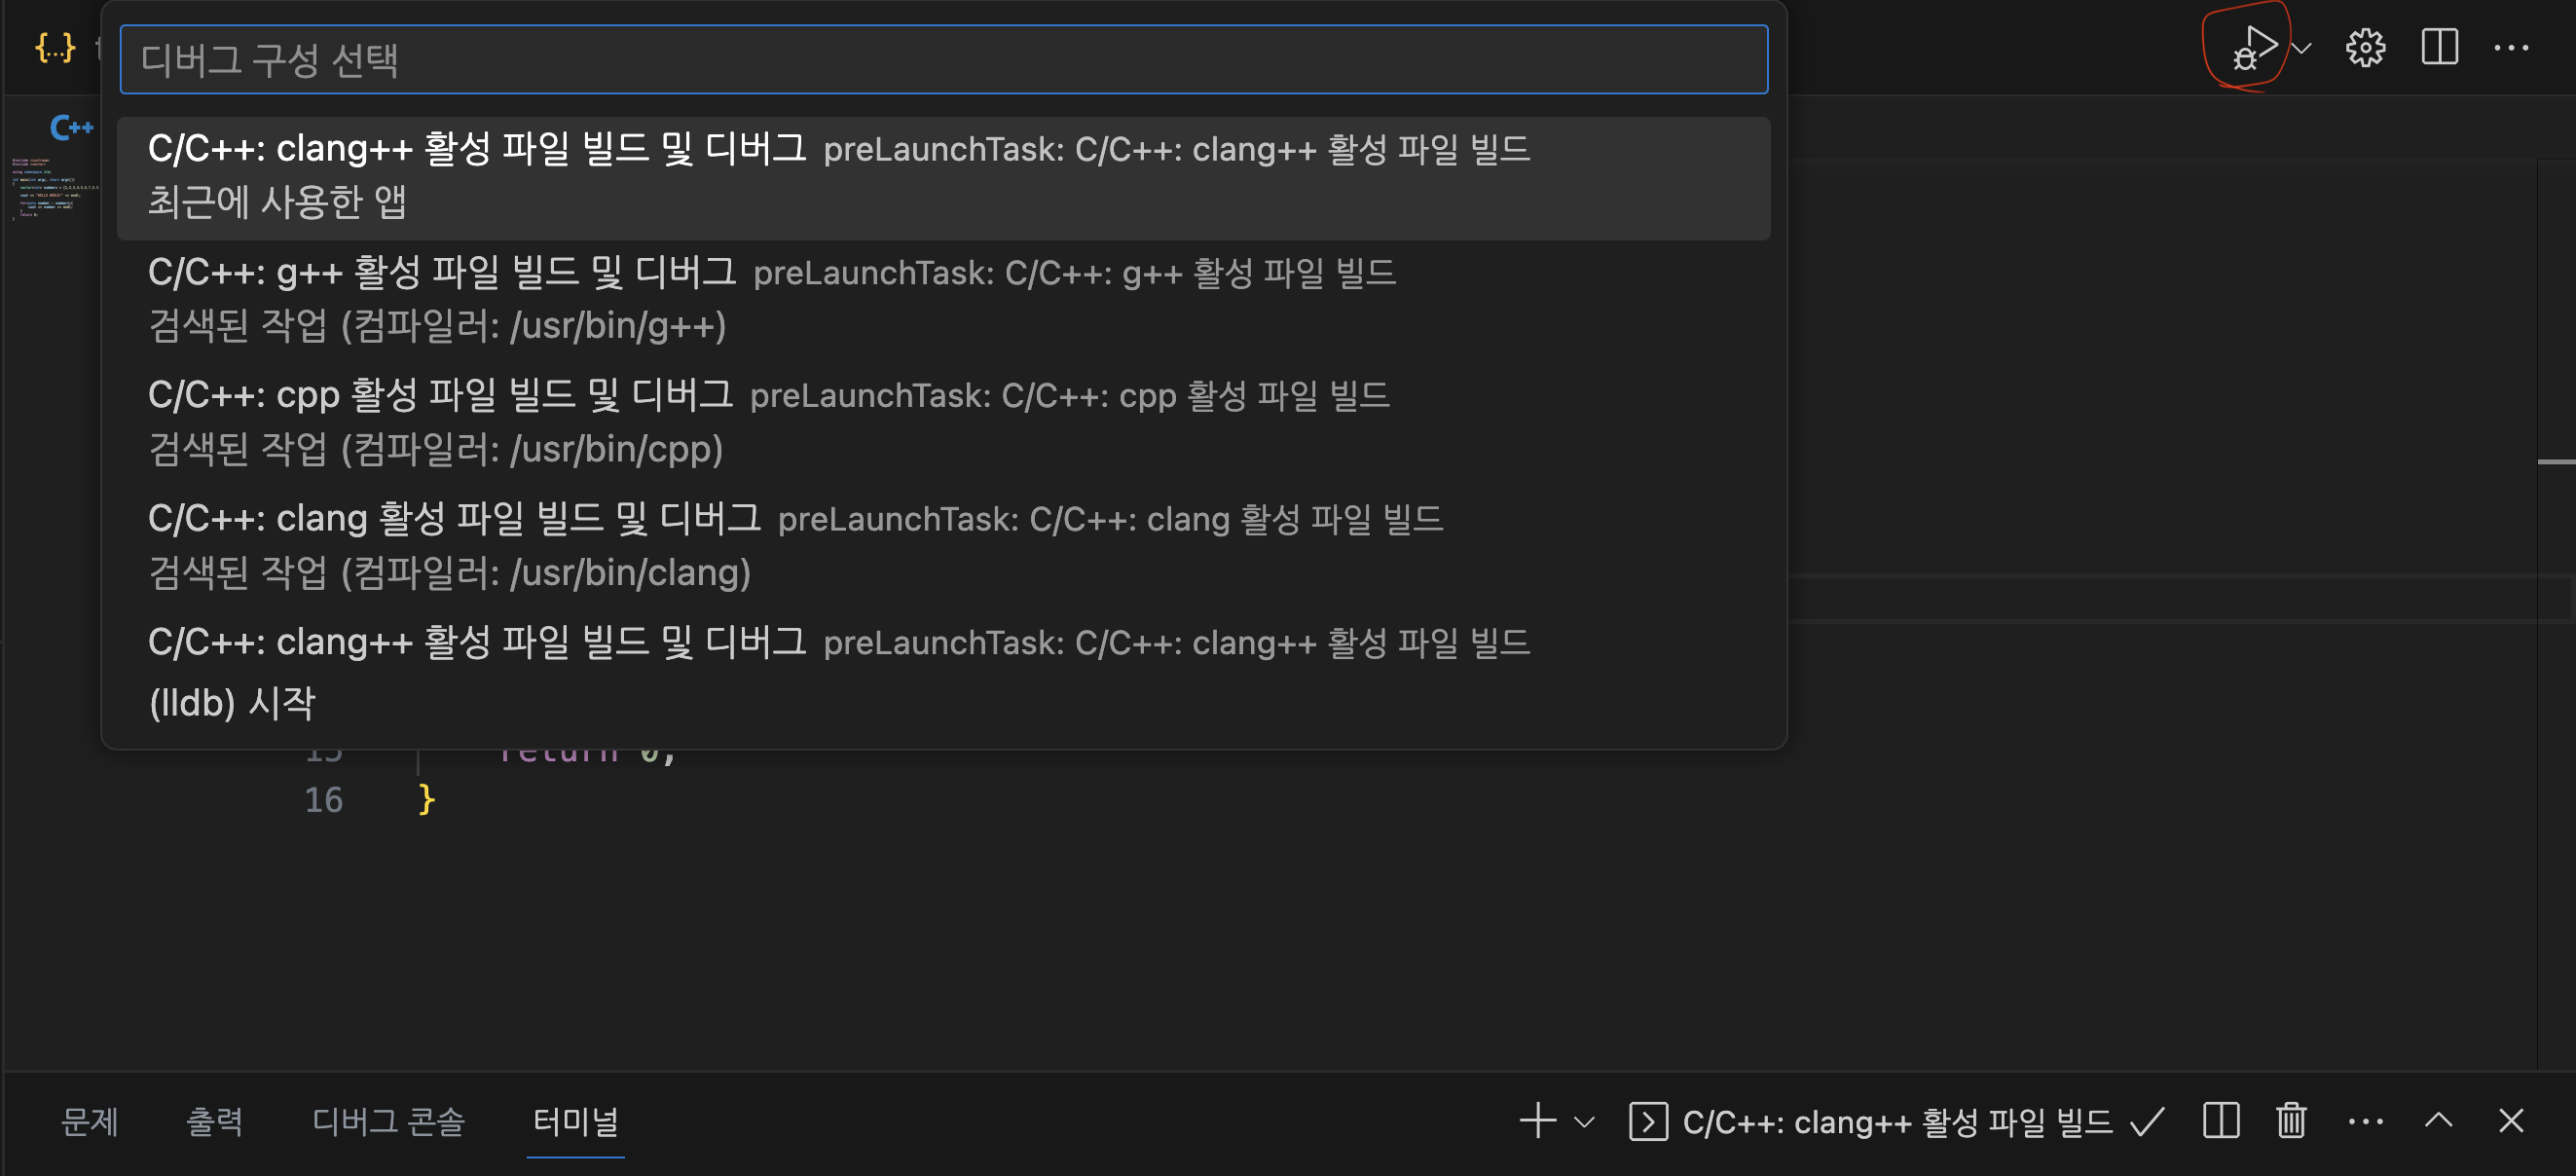 {...}
디버그 구성 선택
C++
C/C++: clang++ 활성 파일 빌드 및 디버그 preLaunchTask: C/C++: clang++ 활성 파일 빌드
최근에 사용한 앱
C/C++: g++ 활성 파일 빌드 및 디버그 preLaunchTask: C/C++: g++ 활성 파일 빌드
검색된 작업 (컴파일러: /usr/bin/g++)
C/C++: cpp 활성 파일 빌드 및 디버그 preLaunchTask: C/C++: cpp 활성 파일 빌드
검색된 작업 (컴파일러: /usr/bin/cpp)
C/C++: clang 활성 파일 빌드 및 디버그 preLaunchTask: C/C++: clang 활성 파일 빌드
검색된 작업 (컴파일러: /usr/bin/clang)
C/C++: clang++ 활성 파일 빌드 및 디버그 preLaunchTask: C/C++: clang++ 활성 파일 빌드
(lldb) 시작
15 return 0;
16 }
문제 출력 디버그 콘솔 터미널 C/C++: clang++ 활성 파일 빌드